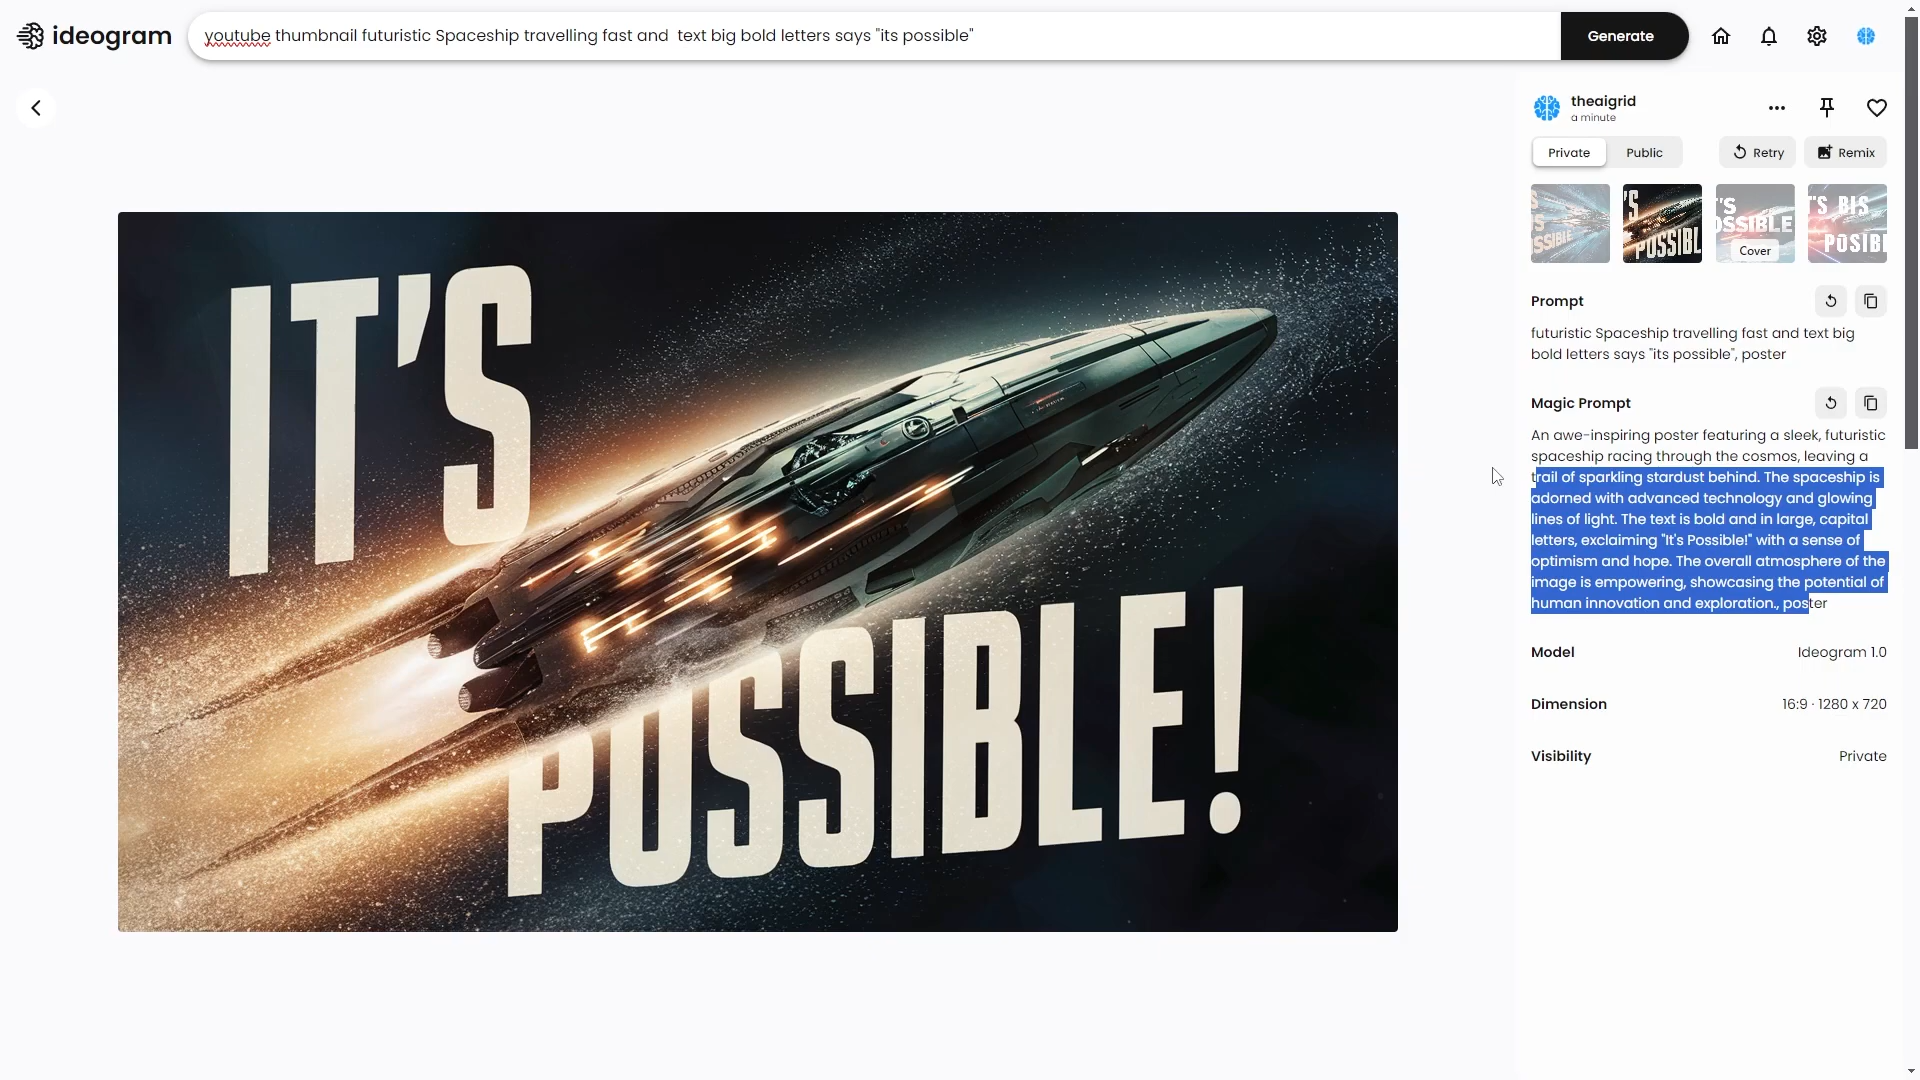 ideogram
youtube thumbnail futuristic Spaceship travelling fast and  text big bold letters says "its possible"
Generate
theaigrid
a minute
Private
Public
Retry
Remix
'S
POSSIBL
'S
OSSIBLE
Cover
'S BIS
POSIBI
IT'S
POSSIBLE!
Prompt
futuristic Spaceship travelling fast and text big
bold letters says "its possible", poster
Magic Prompt
An awe-inspiring poster featuring a sleek, futuristic
spaceship racing through the cosmos, leaving a
trail of sparkling stardust behind. The spaceship is
adorned with advanced technology and glowing
lines of light. The text is bold and in large, capital
letters, exclaiming "It's Possible!" with a sense of
optimism and hope. The overall atmosphere of the
image is empowering, showcasing the potential of
human innovation and exploration., poster
Model
Ideogram 1.0
Dimension
16:9 · 1280 x 720
Visibility
Private